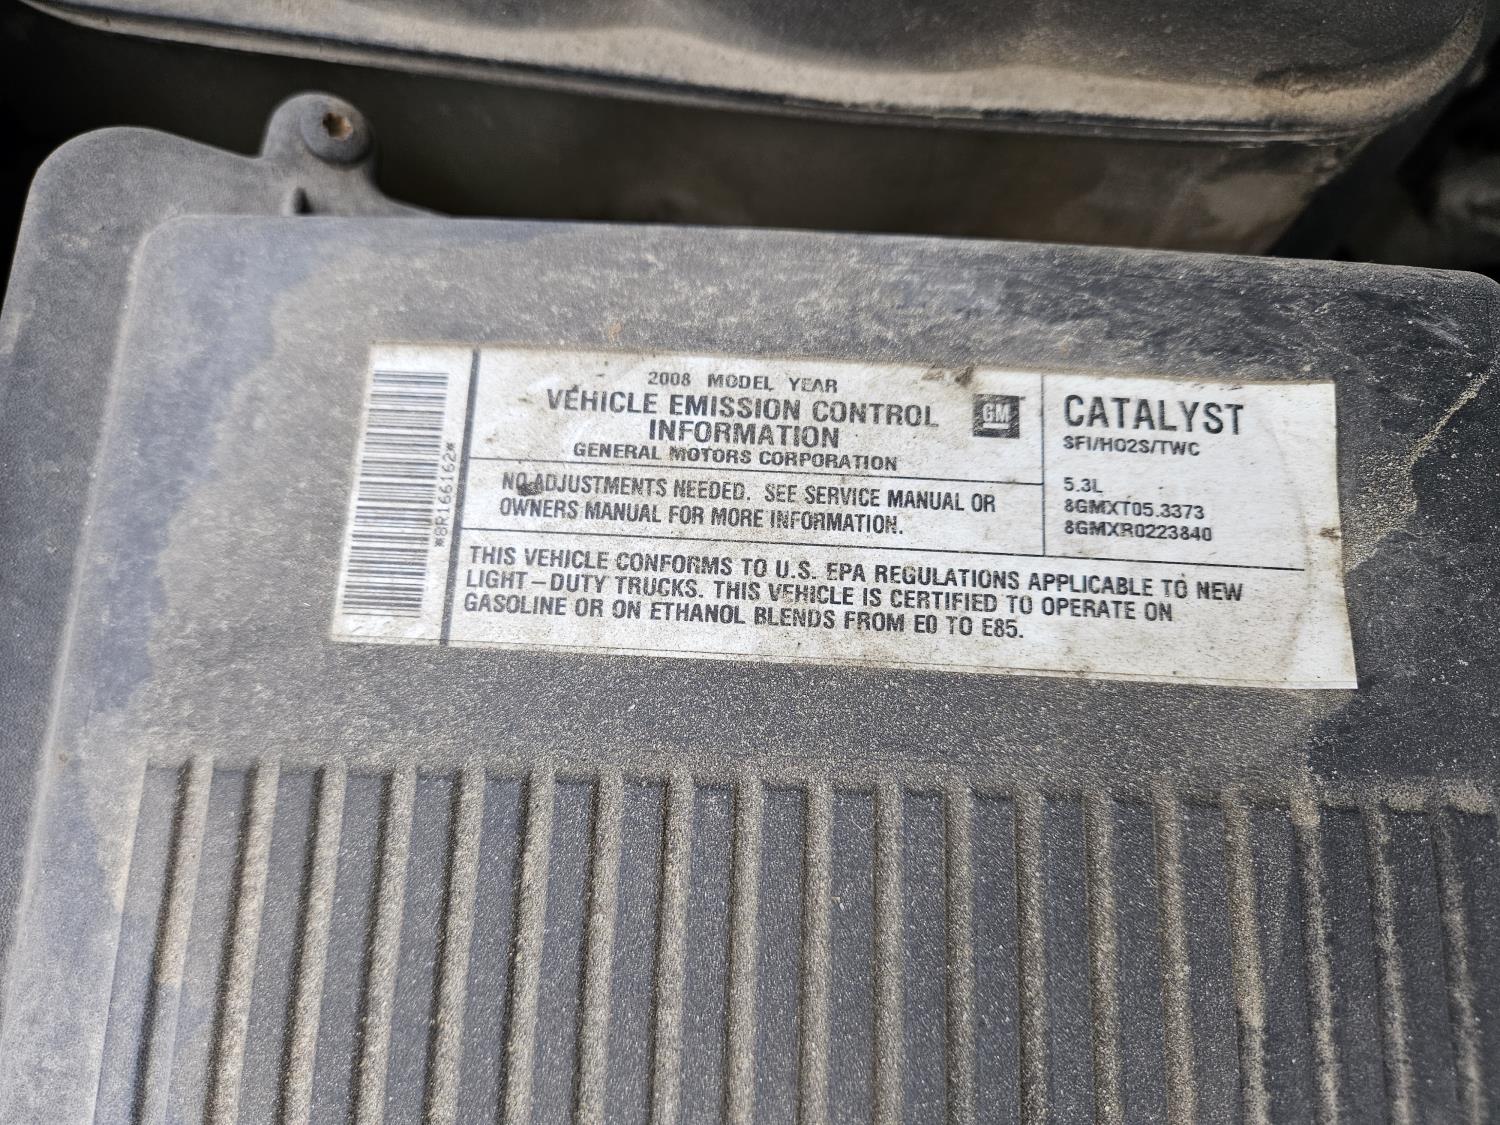 *8R166162*
2008 MODEL YEAR
VEHICLE EMISSION CONTROL
INFORMATION
GENERAL MOTORS CORPORATION
GM
NO ADJUSTMENTS NEEDED. SEE SERVICE MANUAL OR
OWNERS MANUAL FOR MORE INFORMATION.
CATALYST
SFI/HO2S/TWC
5.3L
8GMXT05.3373
8GMXR0223840
THIS VEHICLE CONFORMS TO U.S. EPA REGULATIONS APPLICABLE TO NEW
LIGHT-DUTY TRUCKS. THIS VEHICLE IS CERTIFIED TO OPERATE ON
GASOLINE OR ON ETHANOL BLENDS FROM E0 TO E85.